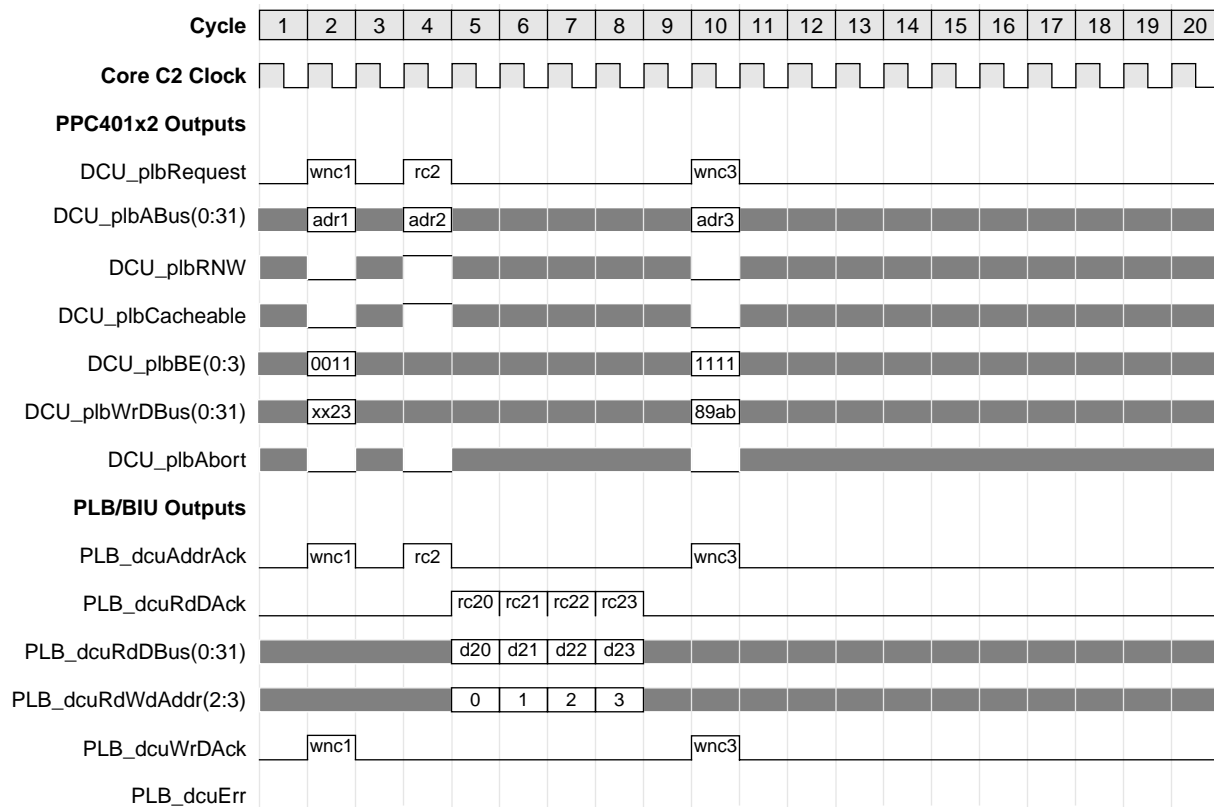 Cycle 1 2 3 4 5 6 7 8 9 10 11 12 13 14 15 16 17 18 19 20
Core C2 Clock
PPC401x2 Outputs
DCU_plbRequest wnc1 rc2 wnc3
DCU_plbABus(0:31) adr1 adr2 adr3
DCU_plbRNW
DCU_plbCacheable
DCU_plbBE(0:3) 0011 1111
DCU_plbWrDBus(0:31) xx23 89ab
DCU_plbAbort
PLB/BIU Outputs
PLB_dcuAddrAck wnc1 rc2 wnc3
PLB_dcuRdDAck rc20 rc21 rc22 rc23
PLB_dcuRdDBus(0:31) d20 d21 d22 d23
PLB_dcuRdWdAddr(2:3) 0 1 2 3
PLB_dcuWrDAck wnc1 wnc3
PLB_dcuErr